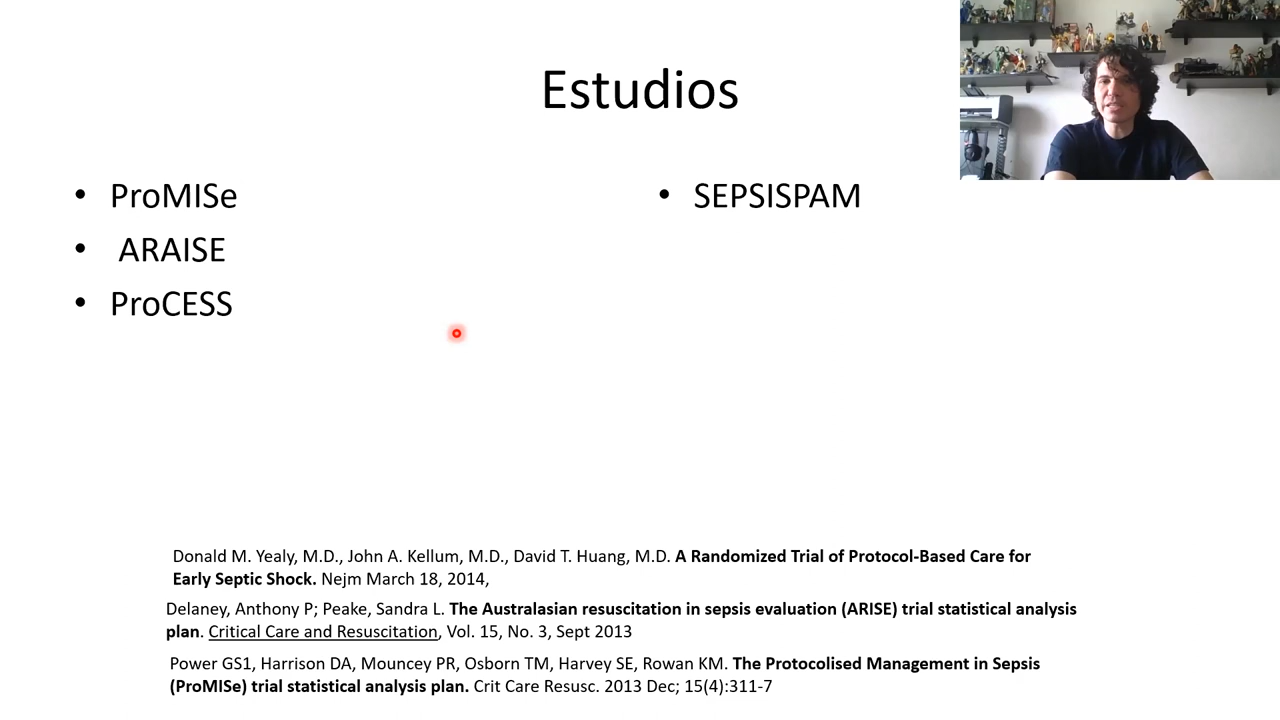 Estudios
• ProMISe
• ARAISE
• ProCESS
• SEPSISPAM
Donald M. Yealy, M.D., John A. Kellum, M.D., David T. Huang, M.D. A Randomized Trial of Protocol-Based Care for
Early Septic Shock. Nejm March 18, 2014,
Delaney, Anthony P; Peake, Sandra L. The Australasian resuscitation in sepsis evaluation (ARISE) trial statistical analysis
plan. Critical Care and Resuscitation, Vol. 15, No. 3, Sept 2013
Power GS1, Harrison DA, Mouncey PR, Osborn TM, Harvey SE, Rowan KM. The Protocolised Management in Sepsis
(ProMISe) trial statistical analysis plan. Crit Care Resusc. 2013 Dec; 15(4):311-7